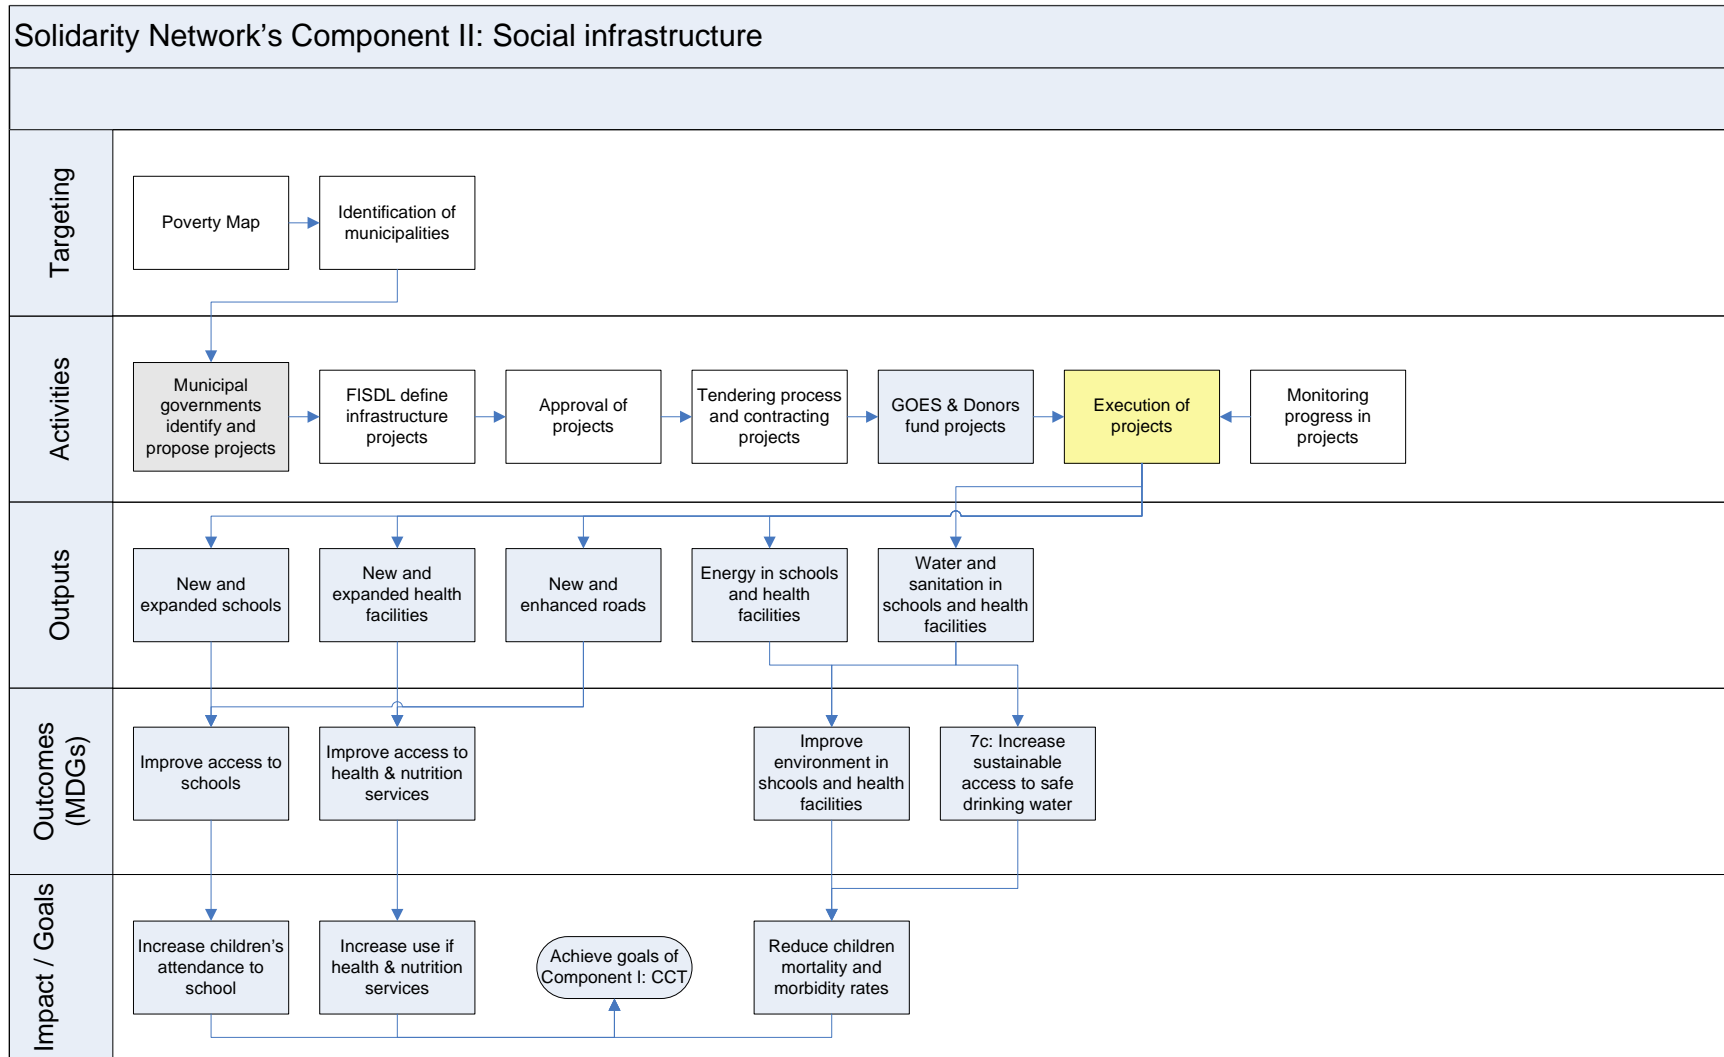 Solidarity Network's Component II: Social infrastructure
Targeting
Poverty Map
Identification of
municipalities
Activities
Municipal
governments
identify and
propose projects
FISDL define
infrastructure
projects
Approval of
projects
Tendering process
and contracting
projects
GOES & Donors
fund projects
Execution of
projects
Monitoring
progress in
projects
Outputs
New and
expanded schools
New and
expanded health
facilities
New and
enhanced roads
Energy in schools
and health
facilities
Water and
sanitation in
schools and health
facilities
Outcomes
(MDGs)
Improve access to
schools
Improve access to
health & nutrition
services
Improve
environment in
shcools and health
facilities
7c: Increase
sustainable
access to safe
drinking water
Impact / Goals
Increase children's
attendance to
school
Increase use if
health & nutrition
services
Achieve goals of
Component I: CCT
Reduce children
mortality and
morbidity rates